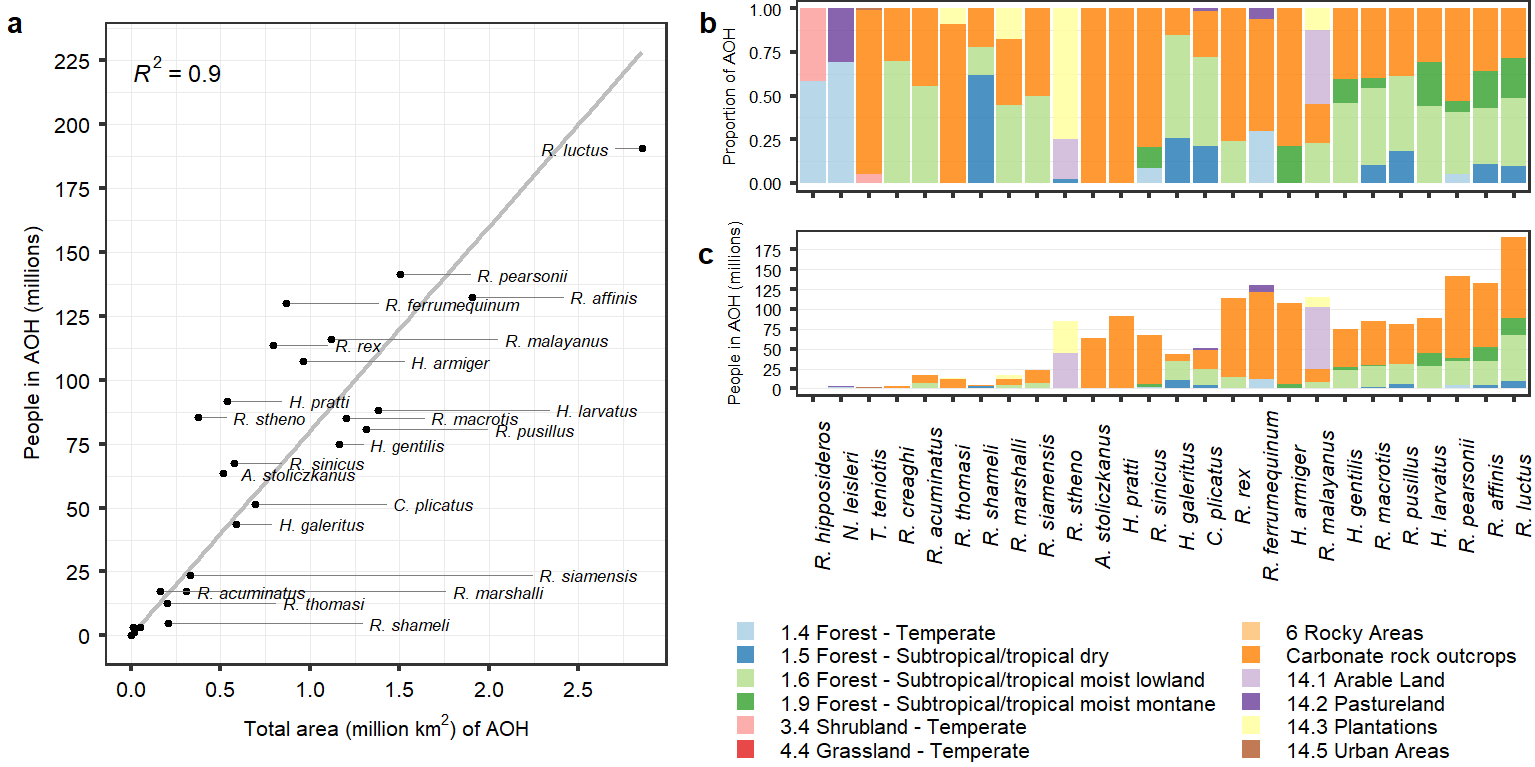 a
R² = 0.9
225
200
175
150
125
100
75
50
25
0
People in AOH (millions)
R. luctus
R. pearsonii
R. affinis
R. ferrumequinum
R. malayanus
R. rex
H. armiger
H. pratti
H. larvatus
R. stheno
R. macrotis
R. pusillus
H. gentilis
R. sinicus
A. stoliczkanus
C. plicatus
H. galeritus
R. siamensis
R. acuminatus
R. marshalli
R. thomasi
R. shameli
0.0 0.5 1.0 1.5 2.0 2.5
Total area (million km²) of AOH
b
1.00
0.75
0.50
0.25
0.00
Proportion of AOH
c
175
150
125
100
75
50
25
0
People in AOH (millions)
R. hipposideros
N. leisleri
T. teniotis
R. creaghi
R. acuminatus
R. thomasi
R. shameli
R. marshalli
R. siamensis
R. stheno
A. stoliczkanus
H. pratti
R. sinicus
H. galeritus
C. plicatus
R. rex
R. ferrumequinum
H. armiger
R. malayanus
H. gentilis
R. macrotis
R. pusillus
H. larvatus
R. pearsonii
R. affinis
R. luctus
1.4 Forest - Temperate
1.5 Forest - Subtropical/tropical dry
1.6 Forest - Subtropical/tropical moist lowland
1.9 Forest - Subtropical/tropical moist montane
3.4 Shrubland - Temperate
4.4 Grassland - Temperate
6 Rocky Areas
Carbonate rock outcrops
14.1 Arable Land
14.2 Pastureland
14.3 Plantations
14.5 Urban Areas